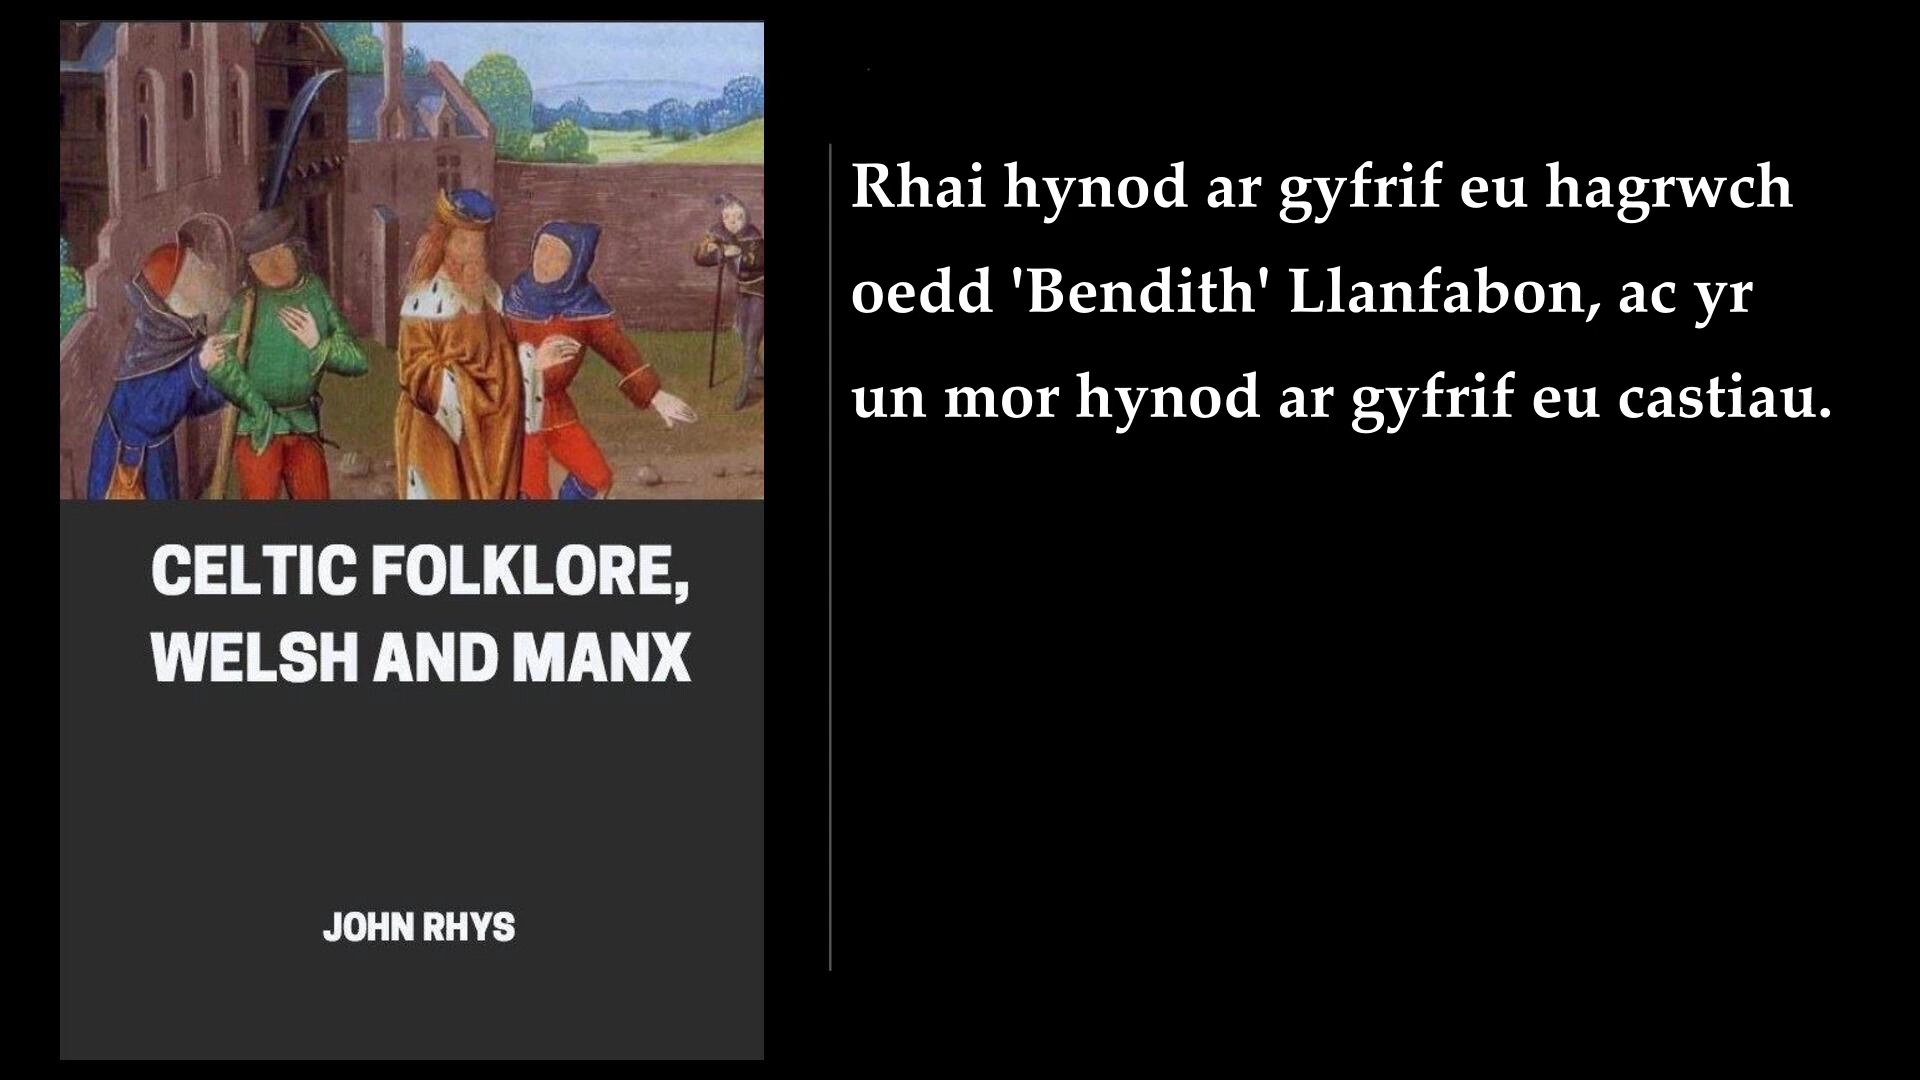 CELTIC FOLKLORE,
WELSH AND MANX
JOHN RHYS
Rhai hynod ar gyfrif eu hagrwch
oedd 'Bendith' Llanfabon, ac yr
un mor hynod ar gyfrif eu castiau.